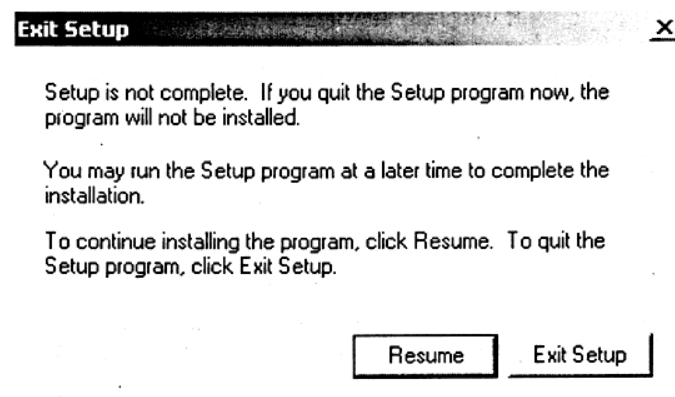 Exit Setup
Setup is not complete. If you quit the Setup program now, the
program will not be installed.
You may run the Setup program at a later time to complete the
installation.
To continue installing the program, click Resume. To quit the
Setup program, click Exit Setup.
Resume Exit Setup